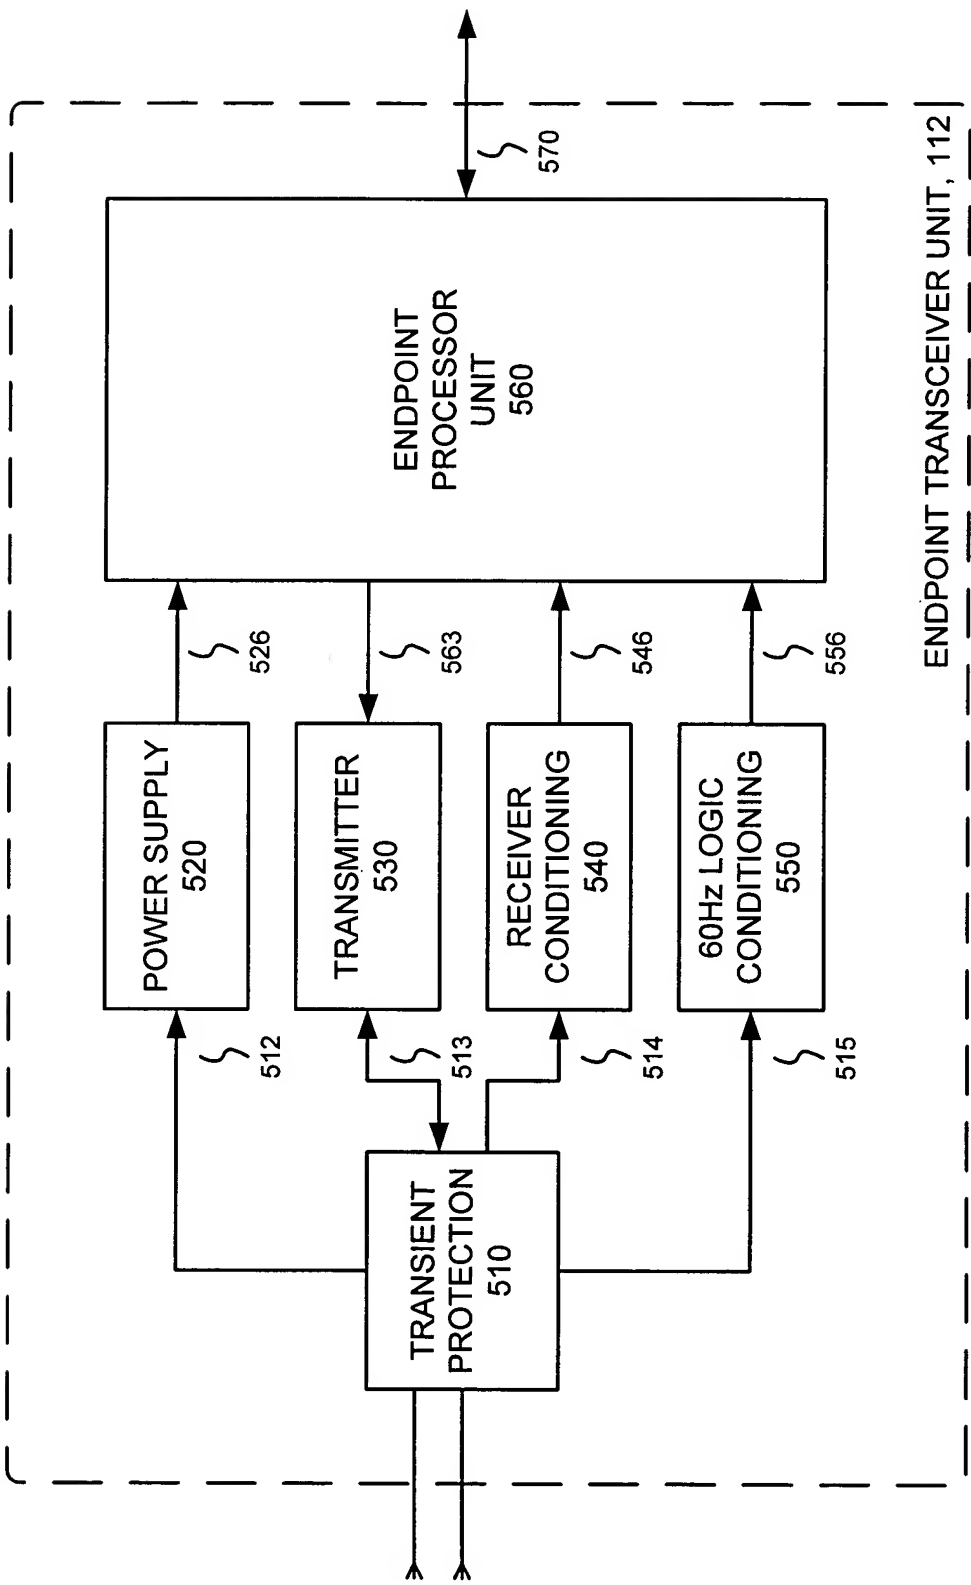 TRANSIENT
PROTECTION
510
512
513
514
515
POWER SUPPLY
520
TRANSMITTER
530
RECEIVER
CONDITIONING
540
60Hz LOGIC
CONDITIONING
550
526
563
546
556
ENDPOINT
PROCESSOR
UNIT
560
570
ENDPOINT TRANSCEIVER UNIT, 112